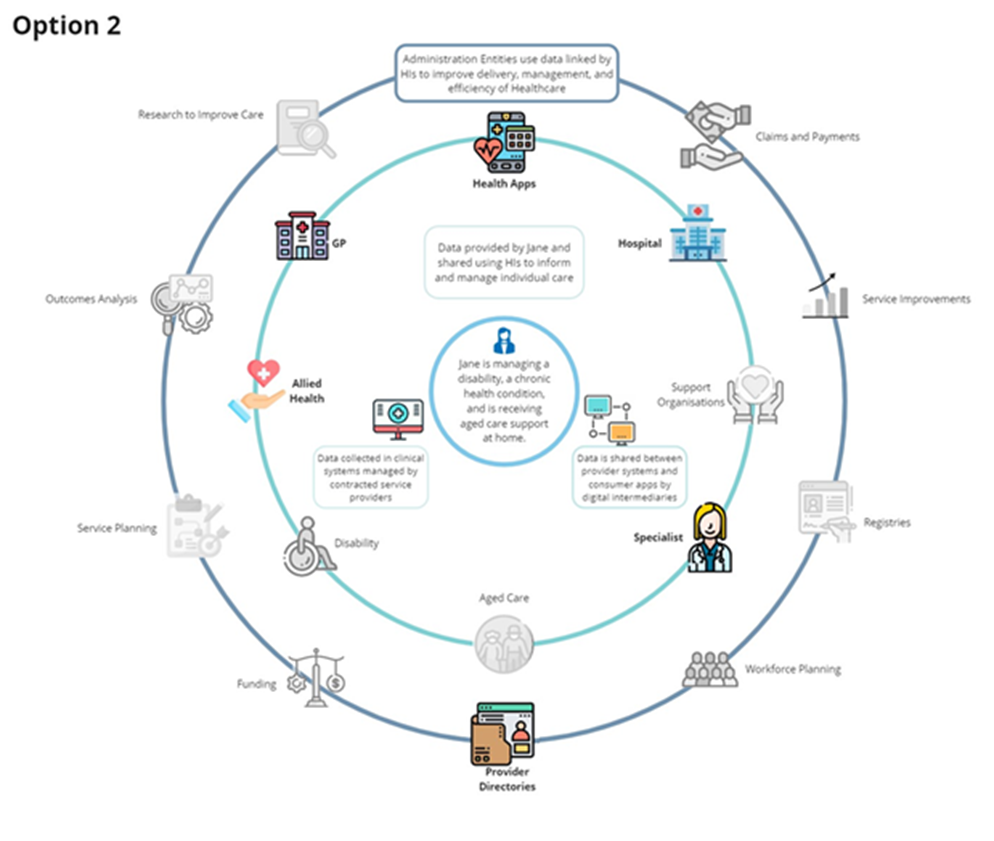 Option 2
Administration Entities use data linked by
HIs to improve delivery, management, and
efficiency of Healthcare
Research to Improve Care
Claims and Payments
Health Apps
GP
Hospital
Data provided by Jane and
shared using HIs to inform
and manage individual care
Outcomes Analysis
Service Improvements
Jane is managing a
disability, a chronic
health condition,
and is receiving
aged care support
at home.
Allied
Health
Support
Organisations
Data collected in clinical
systems managed by
contracted service
providers
Data is shared between
provider systems and
consumer apps by
digital intermediaries
Service Planning
Registries
Disability
Specialist
Aged Care
Funding
Workforce Planning
Provider
Directories